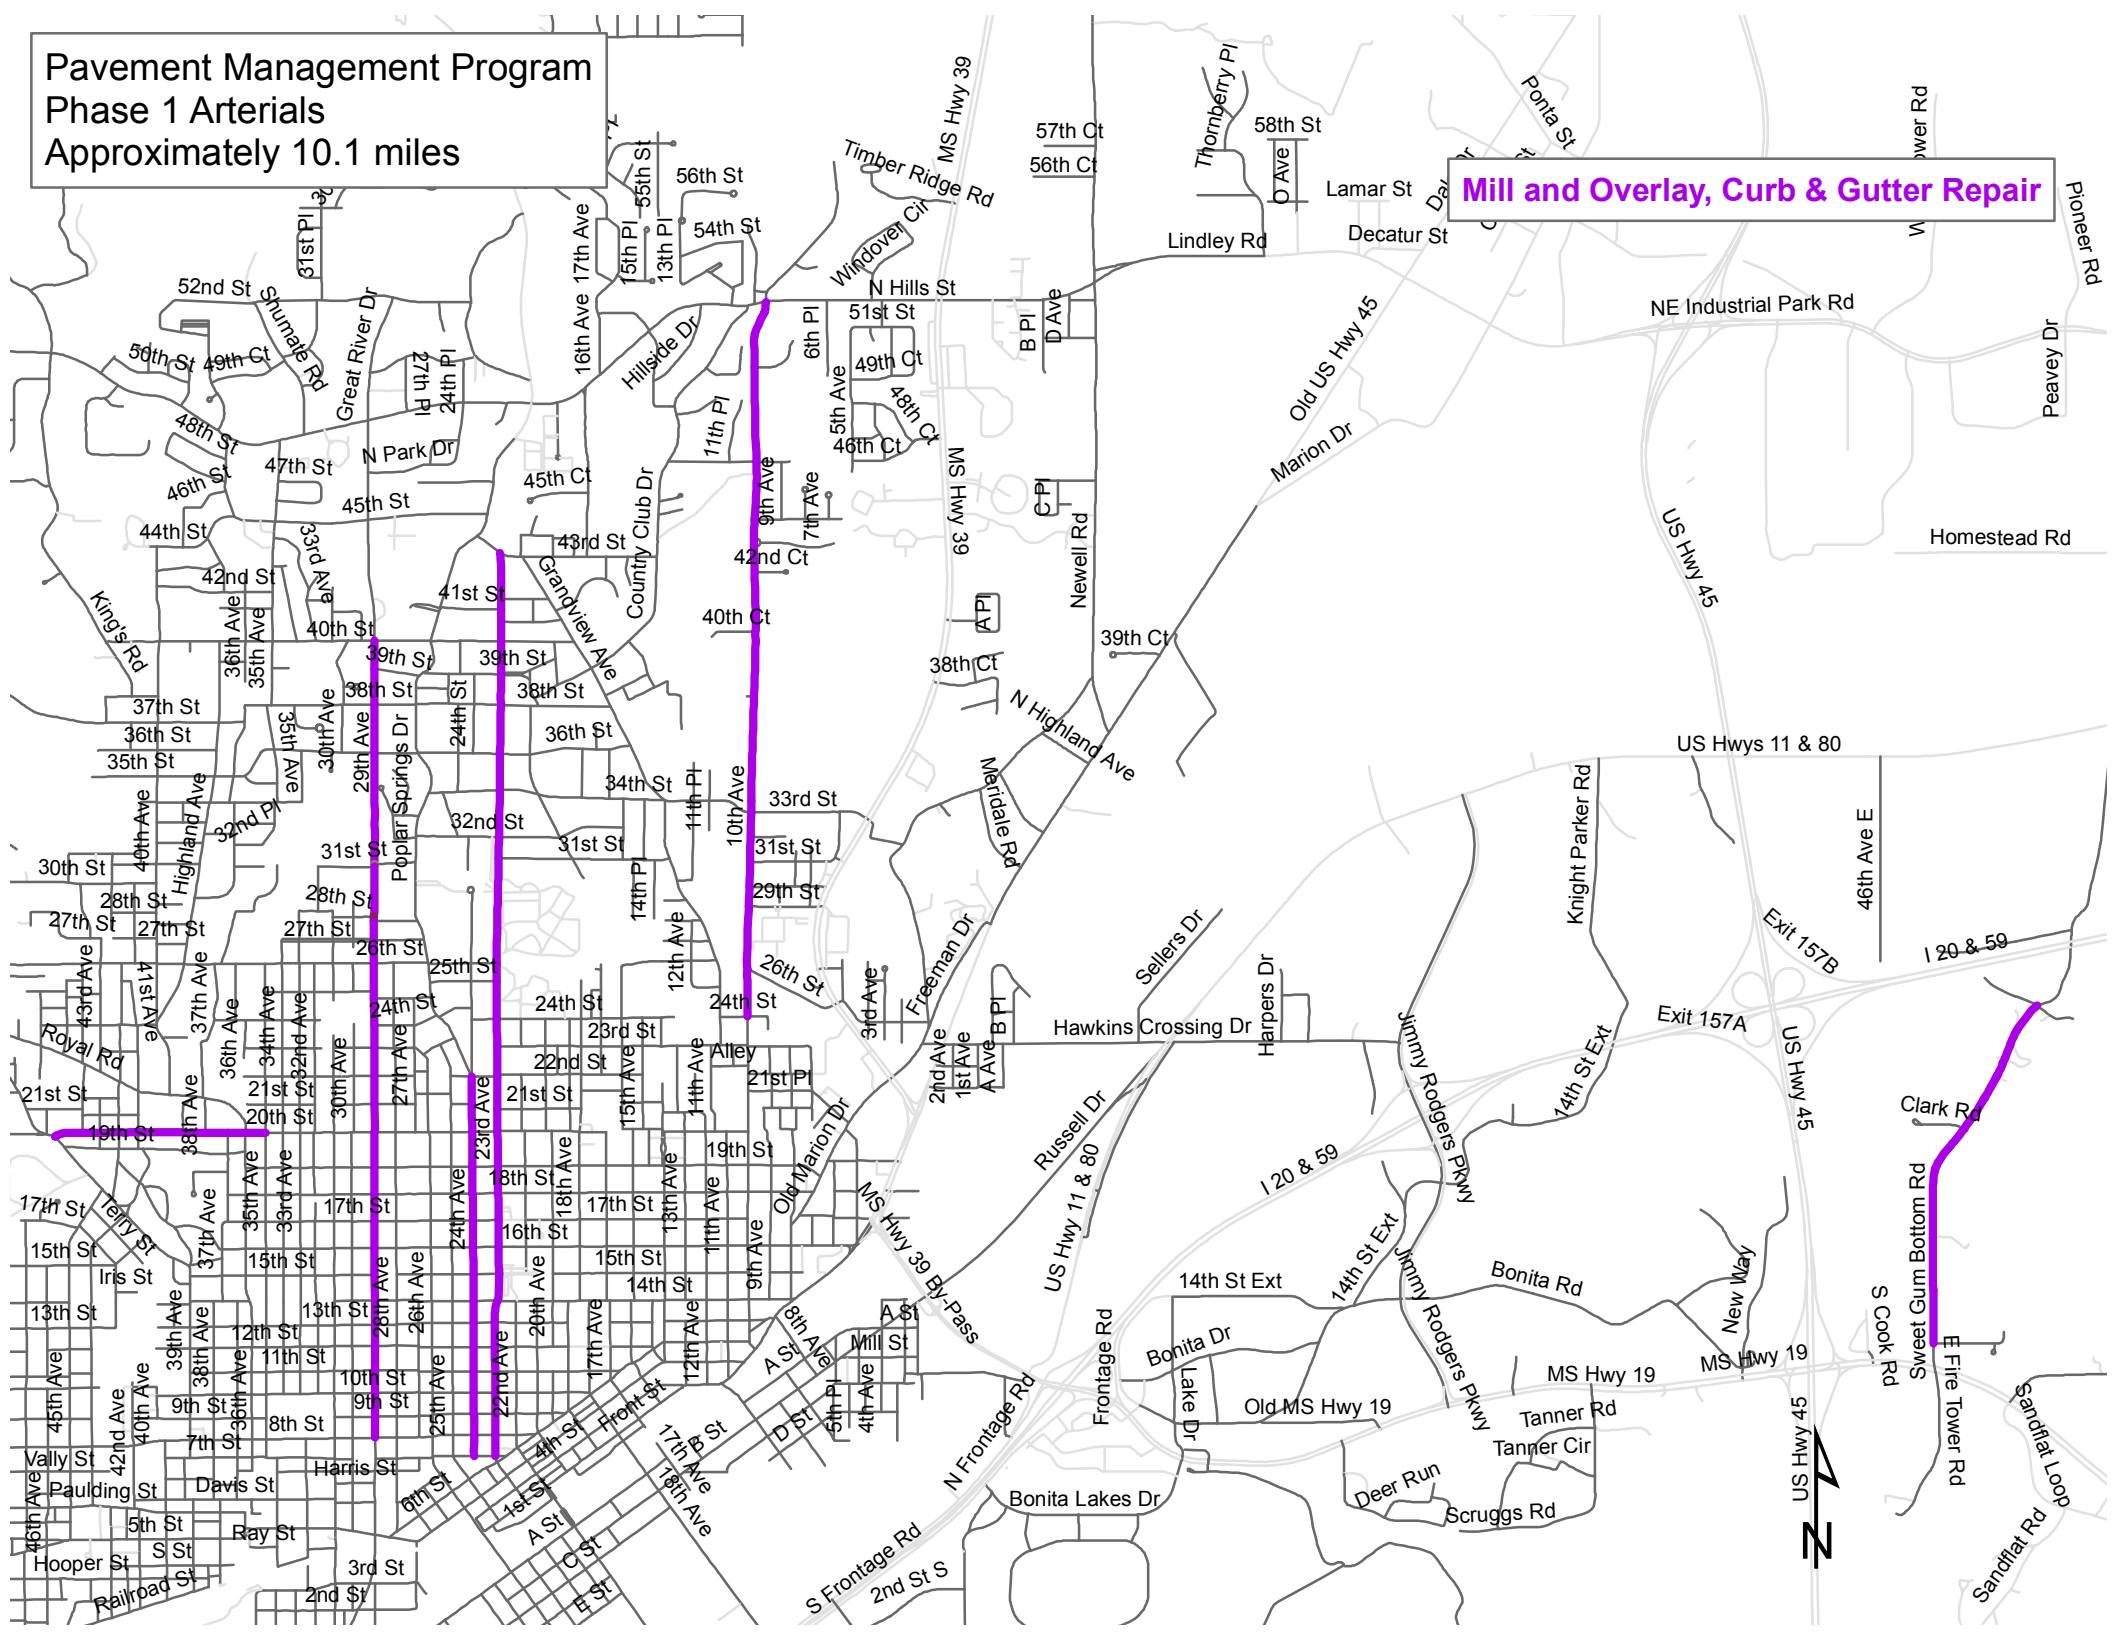 Pavement Management Program
Phase 1 Arterials
Approximately 10.1 miles
Mill and Overlay, Curb & Gutter Repair
MS Hwy 39
Thornberry Pl
Ponta St
57th Ct
58th St
56th Ct
O Ave
Lamar St
Decatur St
Lindley Rd
Pioneer Rd
55th St
56th St
54th St
Timber Ridge Rd
Windover Cir
31st Pl
17th Ave
15th Pl
13th Pl
52nd St
Shumate Rd
Great River Dr
16th Ave
Hillside Dr
N Hills St
51st St
6th Pl
B Pl
D Ave
Old US Hwy 45
NE Industrial Park Rd
Peavey Dr
50th St
49th Ct
27th Pl
24th Pl
49th Ct
5th Ave
48th Ct
46th Ct
11th Pl
48th St
47th St
N Park Dr
46th St
45th St
45th Ct
Country Club Dr
9th Ave
7th Ave
MS Hwy 39
C Pl
Marion Dr
Newell Rd
US Hwy 45
Homestead Rd
44th St
33rd Ave
43rd St
42nd Ct
42nd St
41st St
Grandview Ave
King's Rd
36th Ave
35th Ave
40th St
40th Ct
A Pl
39th Ct
39th St
39th St
38th Ct
38th St
38th St
24th St
37th St
36th St
35th St
35th Ave
30th Ave
29th Ave
Poplar Springs Dr
36th St
N Highland Ave
US Hwys 11 & 80
34th St
11th Pl
10th Ave
33rd St
Meridale Rd
Knight Parker Rd
46th Ave E
40th Ave
Highland Ave
32nd Pl
32nd St
31st St
31st St
31st St
30th St
14th Pl
29th St
28th St
28th St
27th St
27th St
27th St
26th St
25th St
12th Ave
26th St
24th St
3rd Ave
Freeman Dr
Sellers Dr
Harpers Dr
Exit 157B
I 20 & 59
43rd Ave
41st Ave
37th Ave
36th Ave
34th Ave
32nd Ave
24th St
24th St
23rd St
B Pl
Hawkins Crossing Dr
Exit 157A
Royal Rd
30th Ave
27th Ave
22nd St
Alley
21st Pl
2nd Ave
1st Ave
A Ave
Jimmy Rodgers Pkwy
14th St Ext
US Hwy 45
21st St
21st St
20th St
23rd Ave
21st St
15th Ave
11th Ave
Clark Rd
19th St
38th Ave
19th St
Old Marion Dr
Russell Dr
US Hwy 11 & 80
I 20 & 59
17th St
Terry St
37th Ave
35th Ave
33rd Ave
17th St
24th Ave
18th St
18th Ave
17th St
13th Ave
11th Ave
MS Hwy 39 By-Pass
14th St Ext
Sweet Gum Bottom Rd
15th St
Iris St
15th St
16th St
15th St
14th St
9th Ave
14th St Ext
Jimmy Rodgers Pkwy
Bonita Rd
New Way
S Cook Rd
13th St
13th St
12th St
11th St
28th Ave
26th Ave
20th Ave
17th Ave
12th Ave
8th Ave
A St
Mill St
A St
Frontage Rd
Bonita Dr
Lake Dr
MS Hwy 19
MS Hwy 19
E Fire Tower Rd
39th Ave
38th Ave
36th Ave
10th St
9th St
25th Ave
22nd Ave
Front St
4th St
5th Pl
4th Ave
45th Ave
42nd Ave
40th Ave
9th St
8th St
7th St
B St
D St
17th Ave
18th Ave
N Frontage Rd
Old MS Hwy 19
Tanner Rd
Tanner Cir
Sandflat Loop
Vally St
Harris St
Davis St
Paulding St
6th St
1st St
Bonita Lakes Dr
Deer Run
Scruggs Rd
US Hwy 45
46th Ave
5th St
S St
Ray St
A St
C St
E St
Hooper St
Railroad St
3rd St
2nd St
S Frontage Rd
2nd St S
Sandflat Rd
N